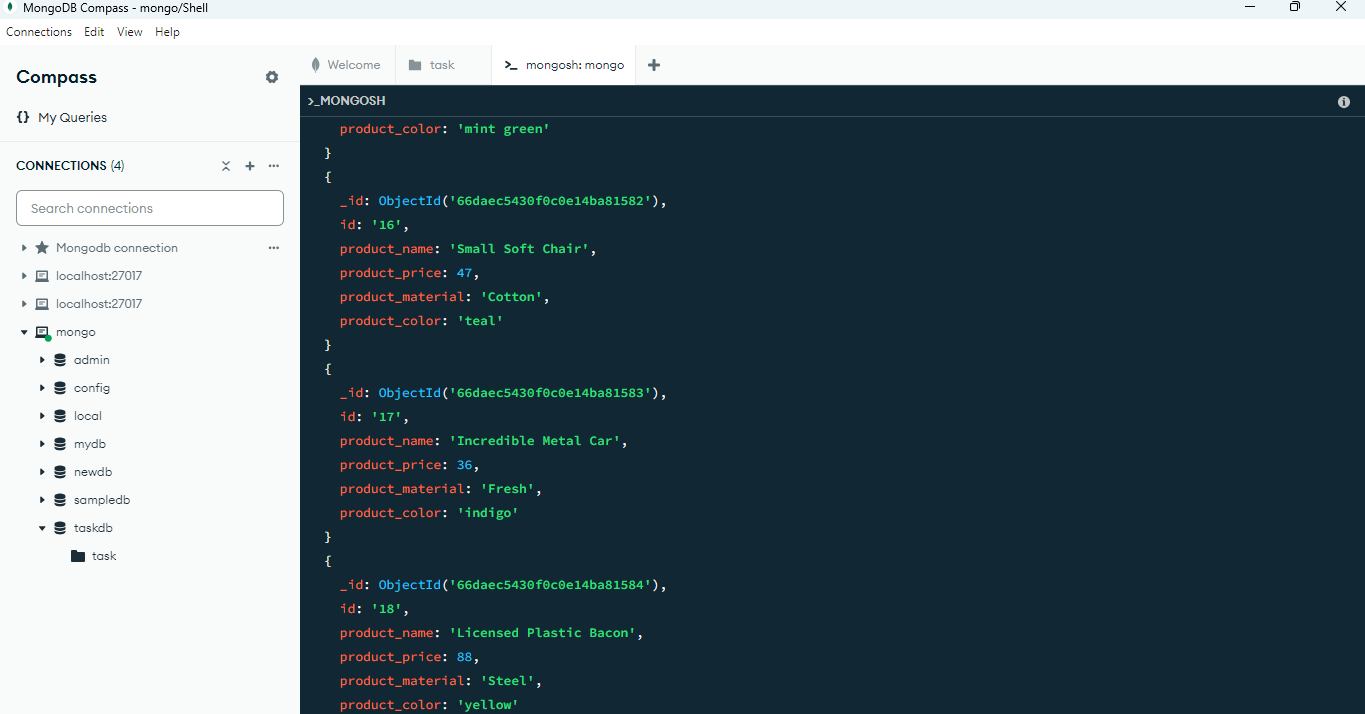 MongoDB Compass - mongo/Shell
Connections Edit View Help
Compass
{} My Queries
CONNECTIONS (4)
Search connections
Mongodb connection
localhost:27017
localhost:27017
mongo
admin
config
local
mydb
newdb
sampledb
taskdb
task
Welcome task >_ mongosh: mongo
>_MONGOSH
product_color: 'mint green'
}
{
_id: ObjectId('66daec5430f0c0e14ba81582'),
id: '16',
product_name: 'Small Soft Chair',
product_price: 47,
product_material: 'Cotton',
product_color: 'teal'
}
{
_id: ObjectId('66daec5430f0c0e14ba81583'),
id: '17',
product_name: 'Incredible Metal Car',
product_price: 36,
product_material: 'Fresh',
product_color: 'indigo'
}
{
_id: ObjectId('66daec5430f0c0e14ba81584'),
id: '18',
product_name: 'Licensed Plastic Bacon',
product_price: 88,
product_material: 'Steel',
product_color: 'yellow'